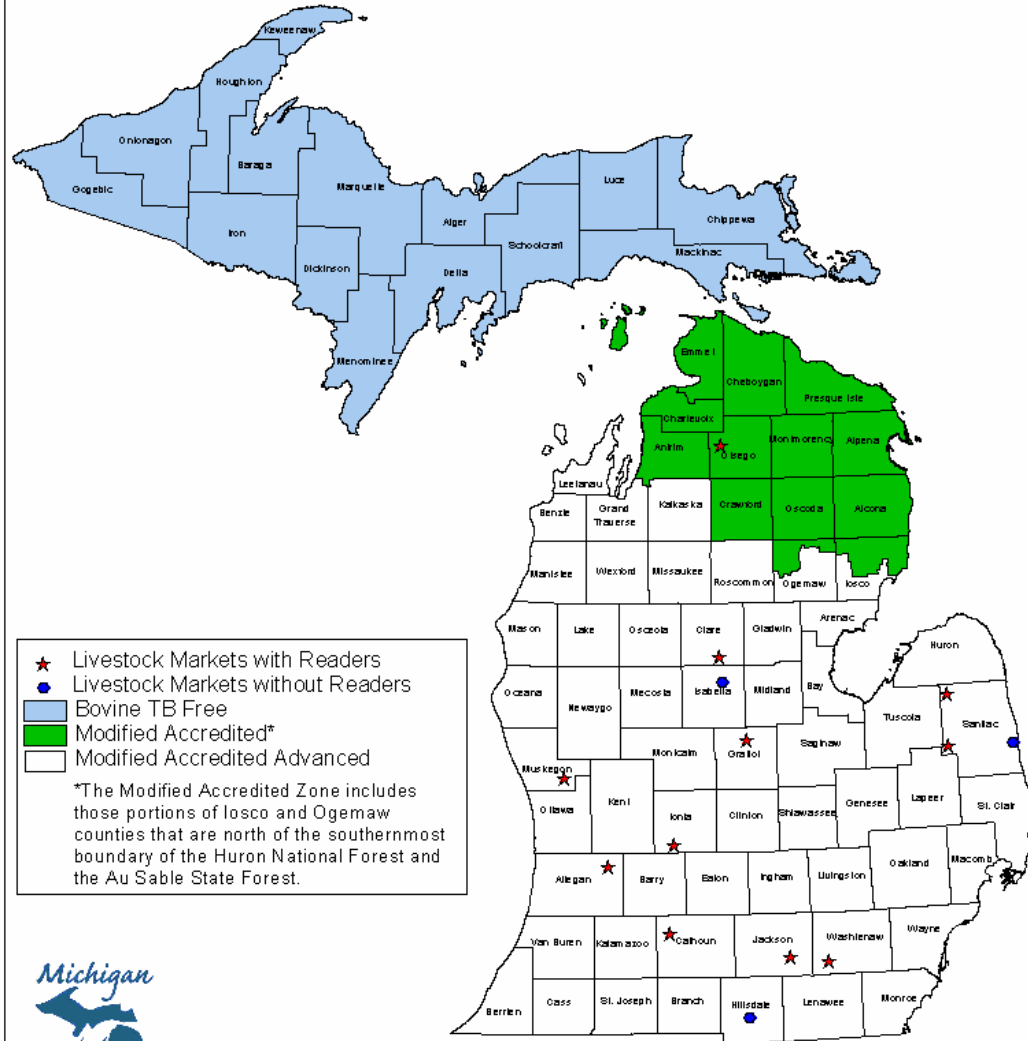 Keweenaw
Houghton
Ontonagon
Baraga
Gogebic
Marquette
Luce
Alger
Chippewa
Iron
Schoolcraft
Mackinac
Dickinson
Delta
Menominee
Emmet
Cheboygan
Presque Isle
Charlevoix
Antrim
Otsego
Montmorency
Alpena
Leelanau
Benzie
Grand
Traverse
Kalkaska
Crawford
Oscoda
Alcona
Manistee
Wexford
Missaukee
Roscommon
Ogemaw
Iosco
Mason
Lake
Osceola
Clare
Gladwin
Arenac
Huron
Oceana
Newaygo
Mecosta
Isabella
Midland
Bay
Tuscola
Sanilac
Muskegon
Montcalm
Gratiot
Saginaw
Ottawa
Kent
Ionia
Clinton
Shiawassee
Genesee
Lapeer
St. Clair
Allegan
Barry
Eaton
Ingham
Livingston
Oakland
Macomb
Van Buren
Kalamazoo
Calhoun
Jackson
Washtenaw
Wayne
Berrien
Cass
St. Joseph
Branch
Hillsdale
Lenawee
Monroe
Livestock Markets with Readers
Livestock Markets without Readers
Bovine TB Free
Modified Accredited*
Modified Accredited Advanced
*The Modified Accredited Zone includes
those portions of Iosco and Ogemaw
counties that are north of the southernmost
boundary of the Huron National Forest and
the Au Sable State Forest.
Michigan